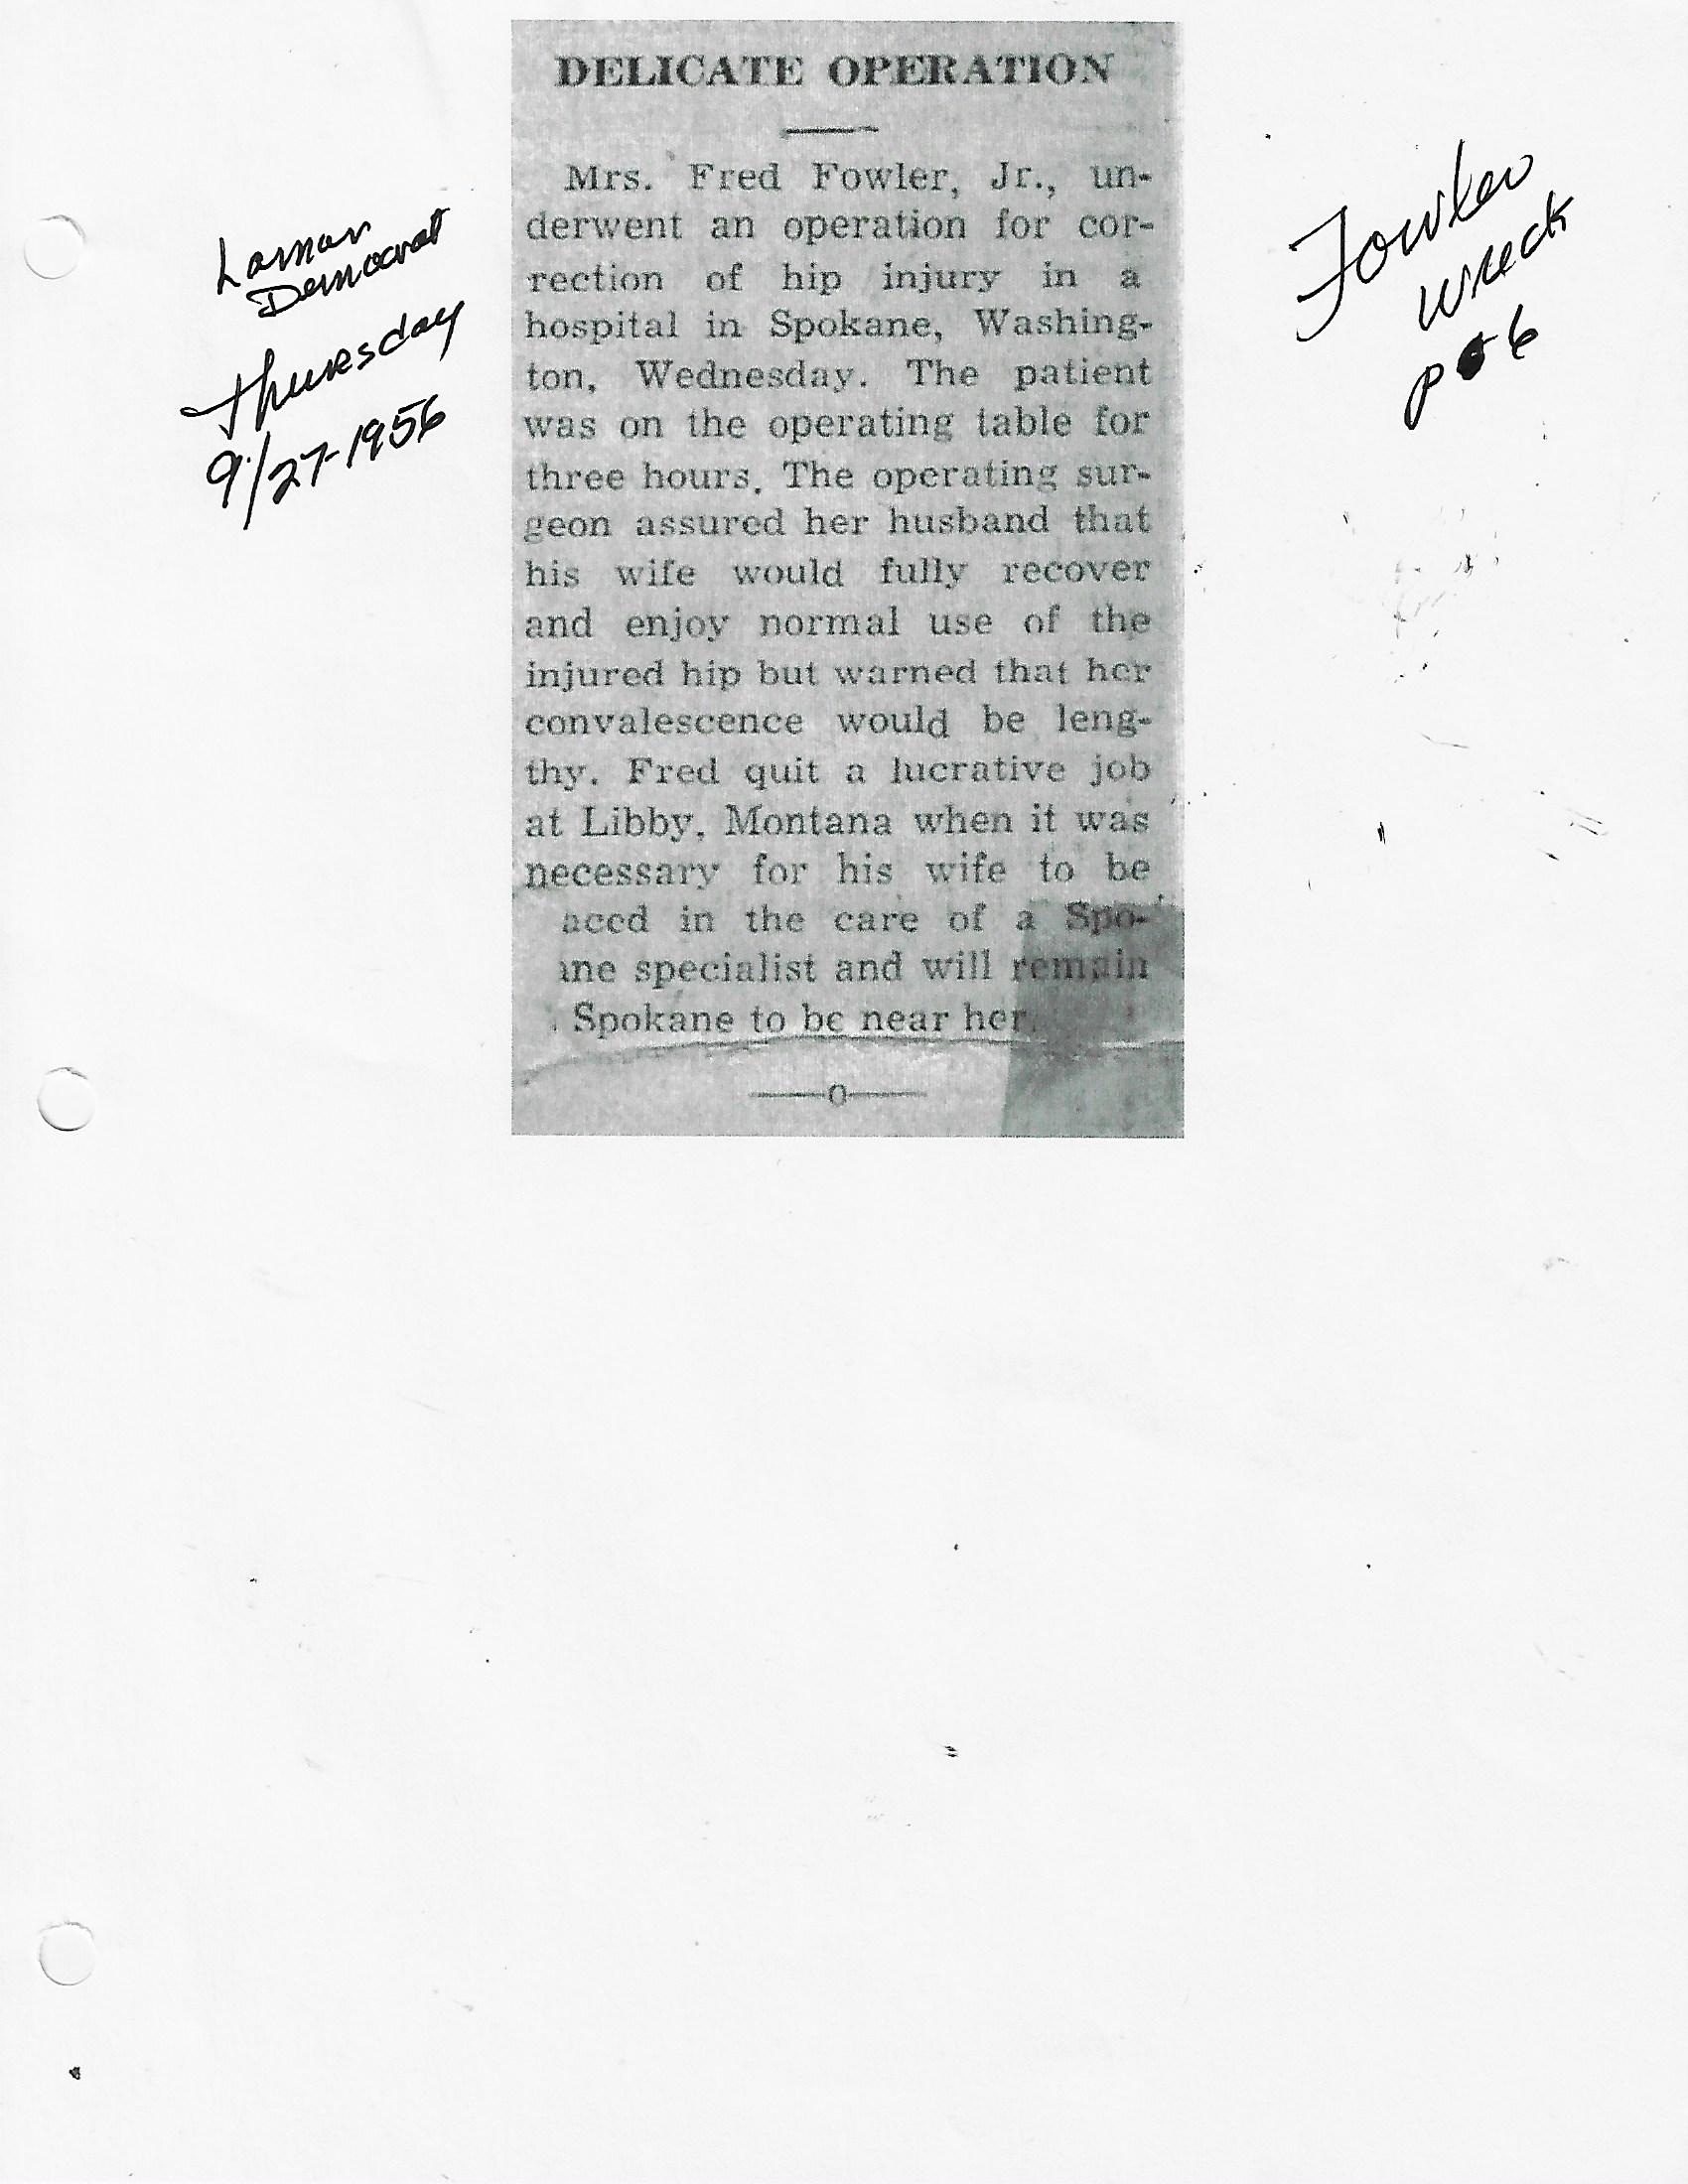 DELICATE OPERATION
Mrs. Fred Fowler, Jr., un-
derwent an operation for cor-
rection of hip injury in a
hospital in Spokane, Washing-
ton, Wednesday. The patient
was on the operating table for
three hours. The operating sur-
geon assured her husband that
his wife would fully recover
and enjoy normal use of the
injured hip but warned that her
convalescence would be leng-
thy. Fred quit a lucrative job
at Libby, Montana when it was
necessary for his wife to be
aced in the care of a Spo-
ane specialist and will remain
Spokane to be near her.
O
Lamar
Democrat
Thursday
9/27-1956
Fowler
Wreck
p 6